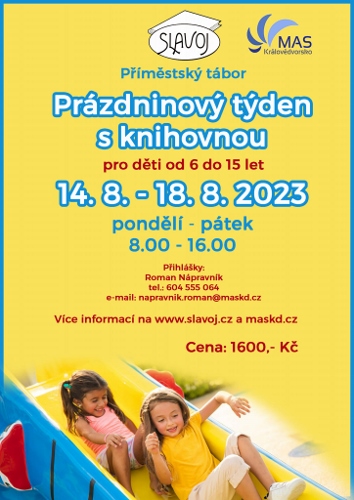 SLAVOJ
MAS
Královédvorsko
Příměstský tábor
Prázdninový týden
s knihovnou
pro děti od 6 do 15 let
14. 8. - 18. 8. 2023
pondělí - pátek
8.00 - 16.00
Přihlášky:
Roman Nápravník
tel.: 604 555 064
e-mail: napravnik.roman@maskd.cz
Více informací na www.slavoj.cz a maskd.cz
Cena: 1600,- Kč